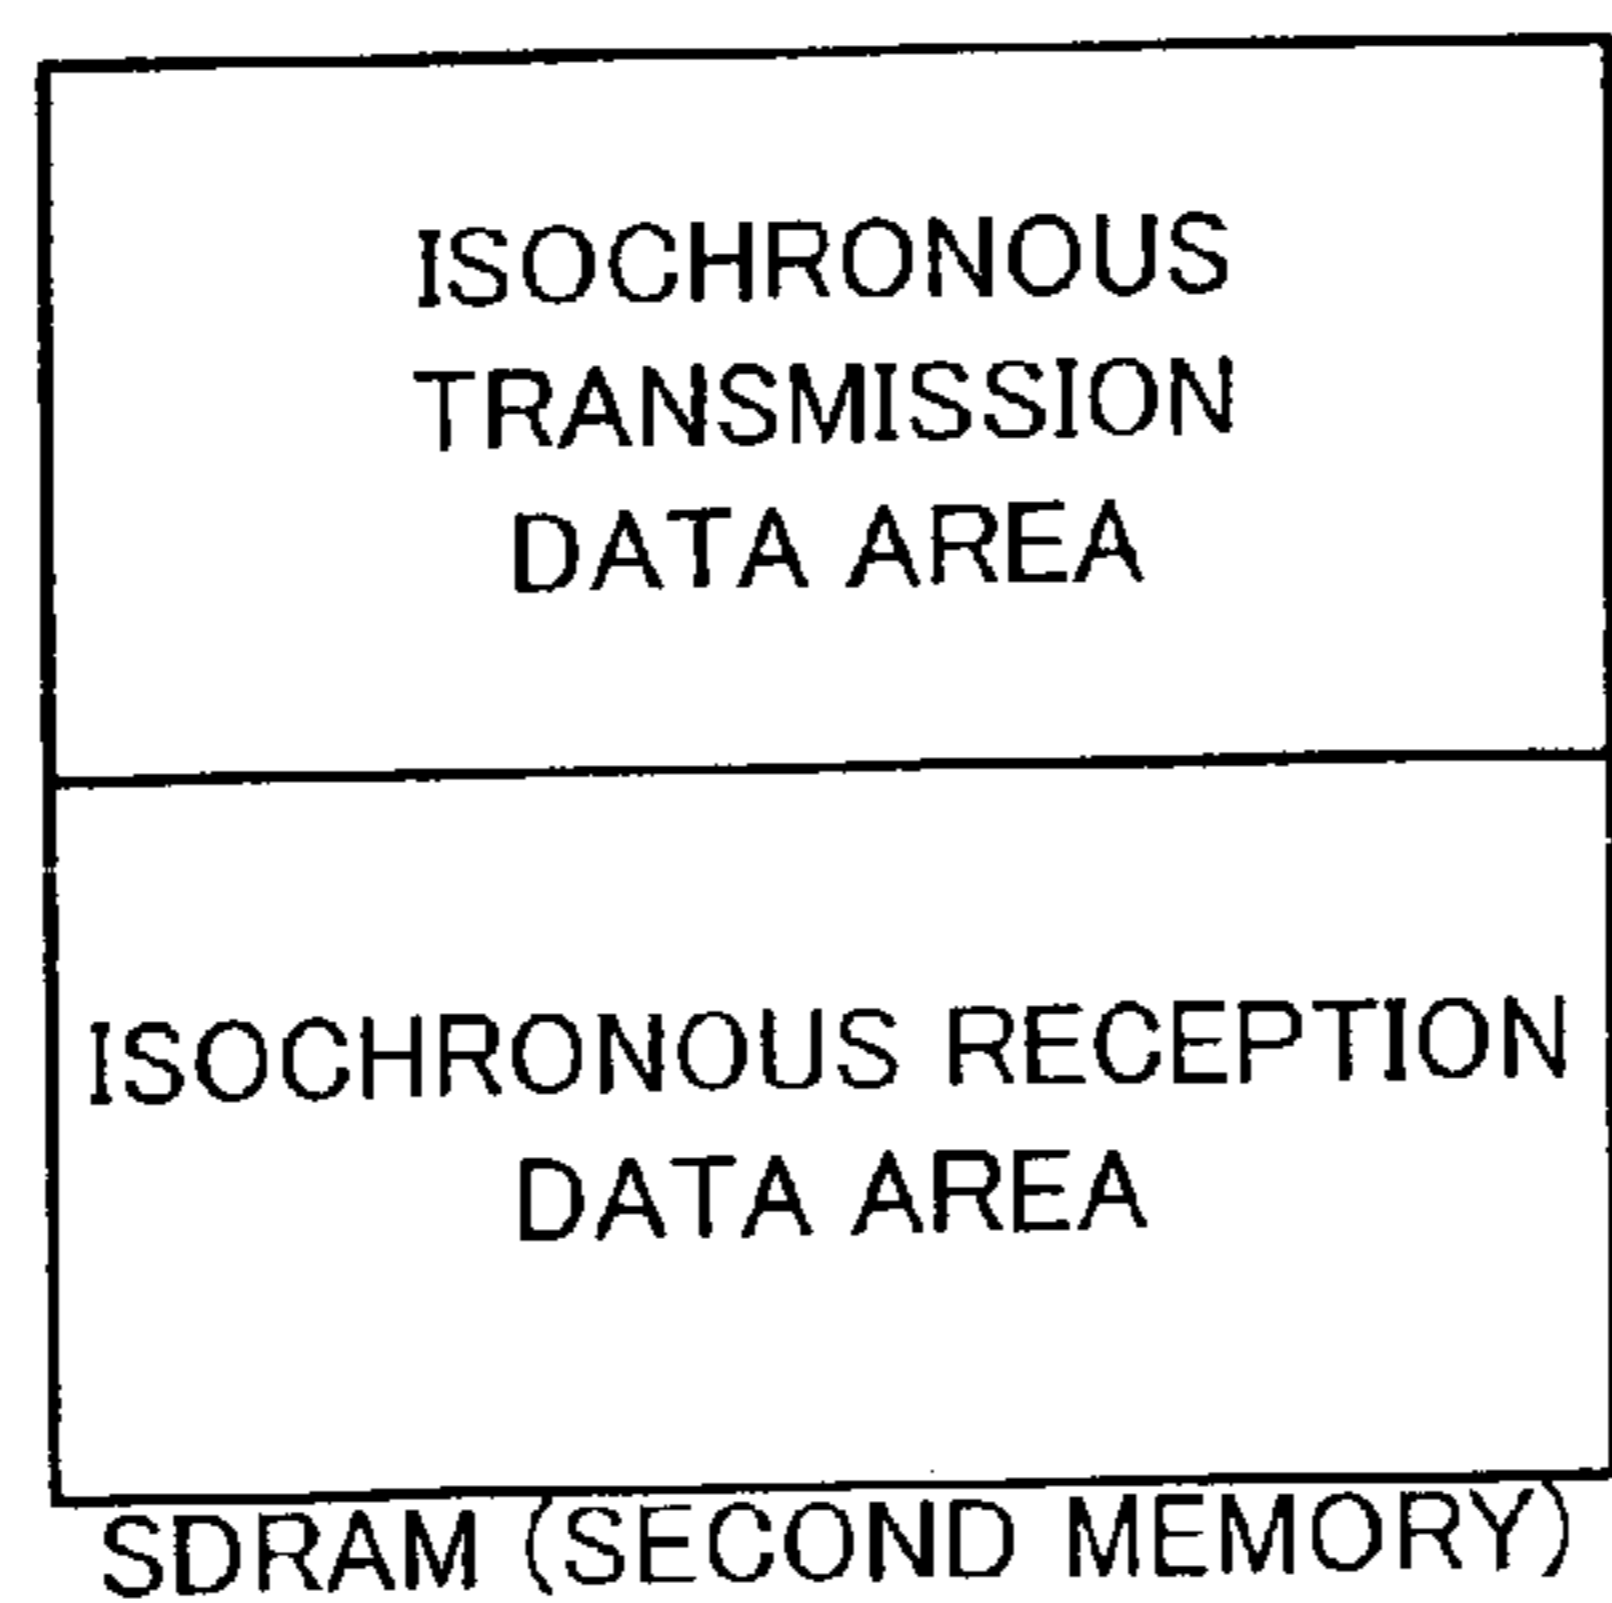 ISOCHRONOUS
TRANSMISSION
DATA AREA
ISOCHRONOUS RECEPTION
DATA AREA
SDRAM (SECOND MEMORY)